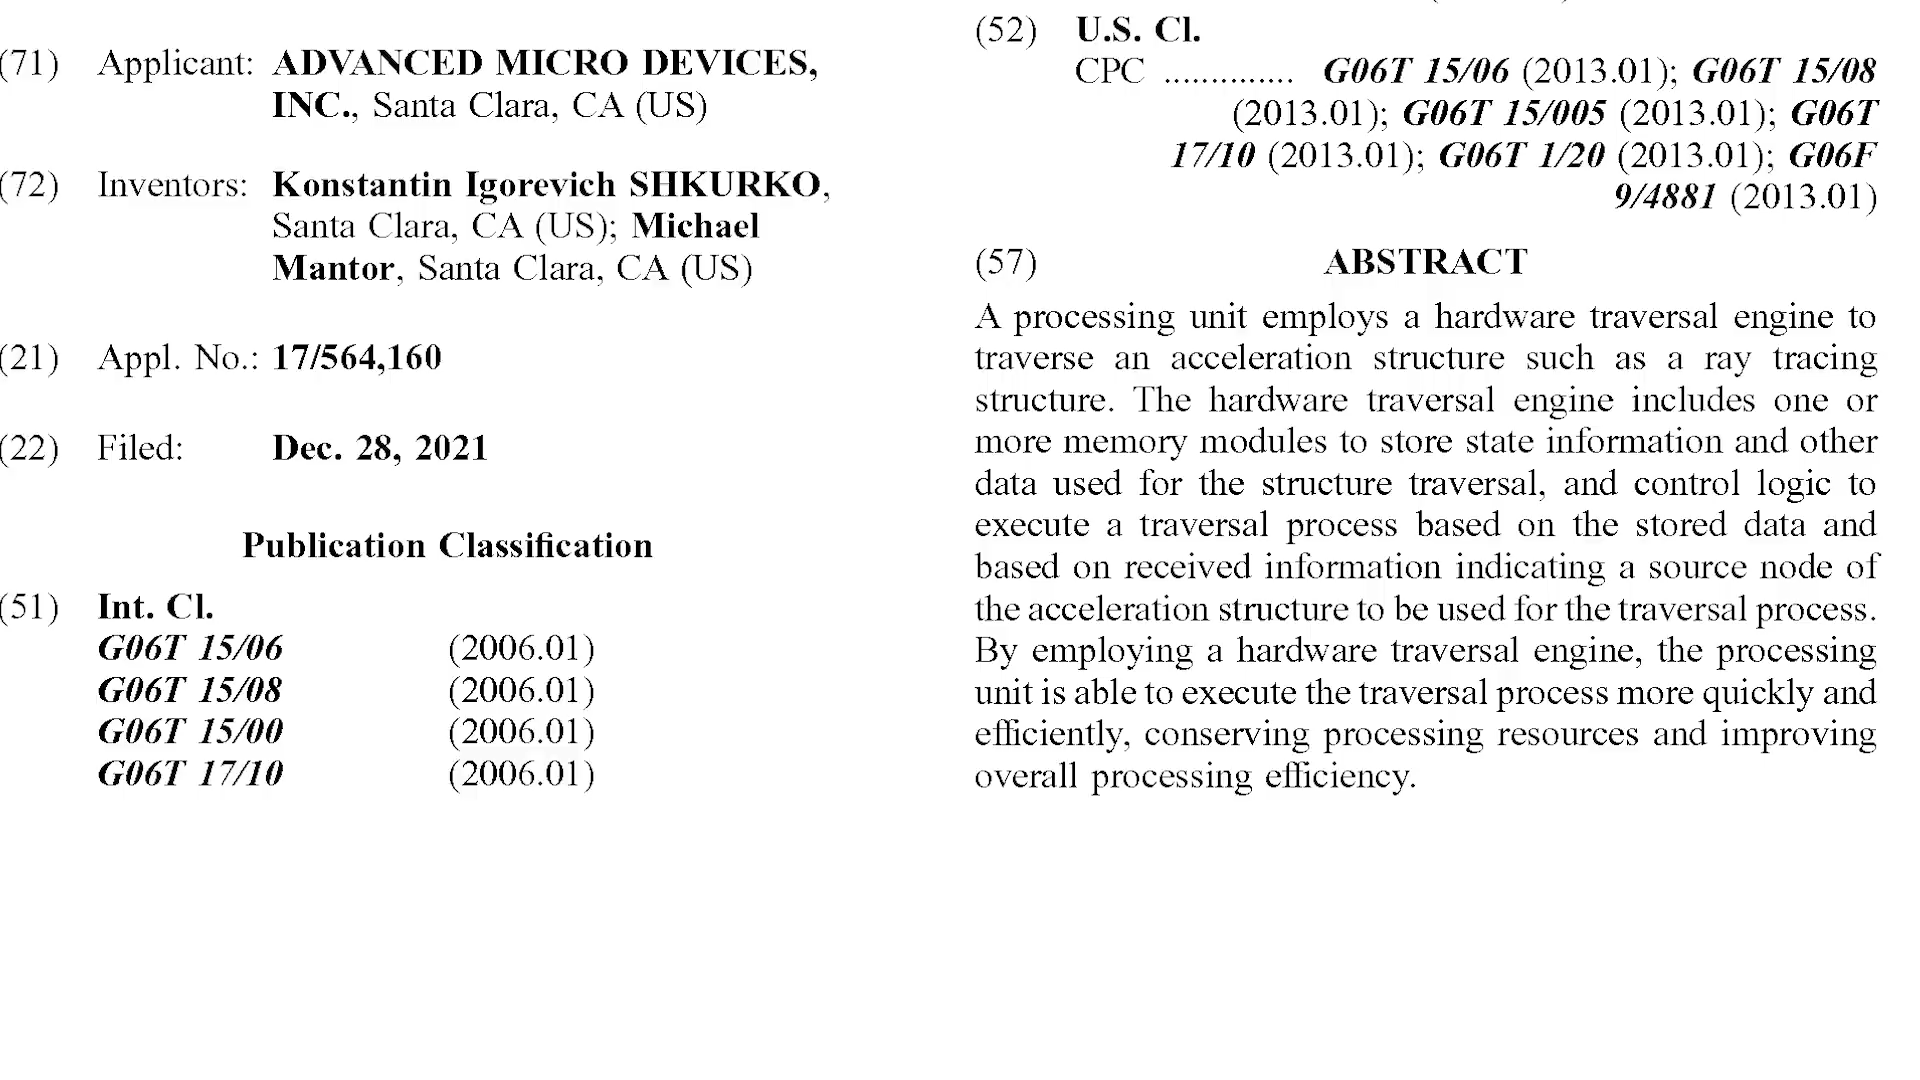 (71) Applicant: ADVANCED MICRO DEVICES,
INC., Santa Clara, CA (US)
(72) Inventors: Konstantin Igorevich SHKURKO,
Santa Clara, CA (US); Michael
Mantor, Santa Clara, CA (US)
(21) Appl. No.: 17/564,160
(22) Filed: Dec. 28, 2021
Publication Classification
(51) Int. Cl.
G06T 15/06 (2006.01)
G06T 15/08 (2006.01)
G06T 15/00 (2006.01)
G06T 17/10 (2006.01)
(52) U.S. Cl.
CPC .............. G06T 15/06 (2013.01); G06T 15/08
(2013.01); G06T 15/005 (2013.01); G06T
17/10 (2013.01); G06T 1/20 (2013.01); G06F
9/4881 (2013.01)
(57) ABSTRACT
A processing unit employs a hardware traversal engine to
traverse an acceleration structure such as a ray tracing
structure. The hardware traversal engine includes one or
more memory modules to store state information and other
data used for the structure traversal, and control logic to
execute a traversal process based on the stored data and
based on received information indicating a source node of
the acceleration structure to be used for the traversal process.
By employing a hardware traversal engine, the processing
unit is able to execute the traversal process more quickly and
efficiently, conserving processing resources and improving
overall processing efficiency.